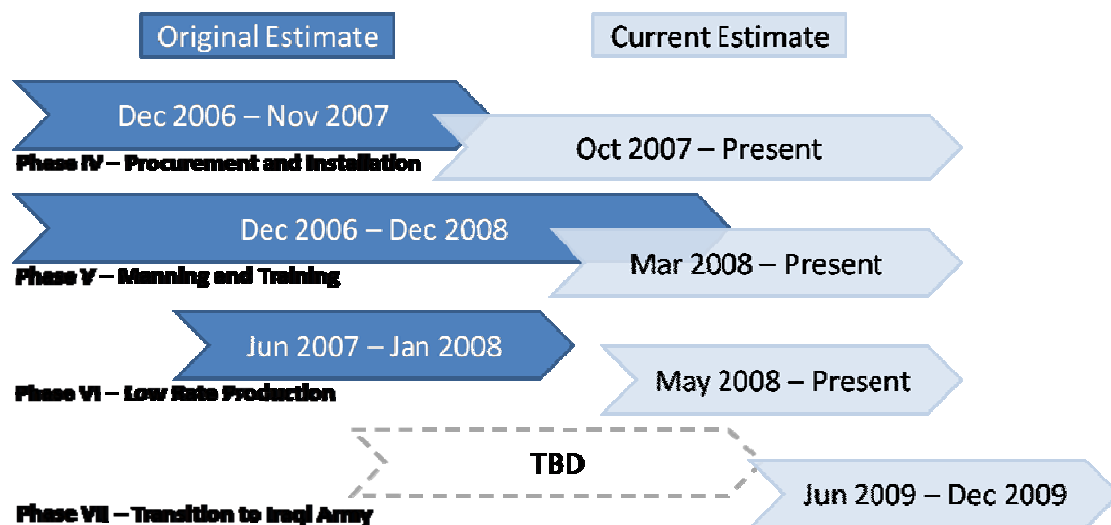 Original Estimate
Current Estimate
Dec 2006 – Nov 2007
Oct 2007 – Present
Phase IV – Procurement and Installation
Dec 2006 – Dec 2008
Mar 2008 – Present
Phase V – Manning and Training
Jun 2007 – Jan 2008
May 2008 – Present
Phase VI – Low Rate Production
TBD
Jun 2009 – Dec 2009
Phase VII – Transition to Iraqi Army